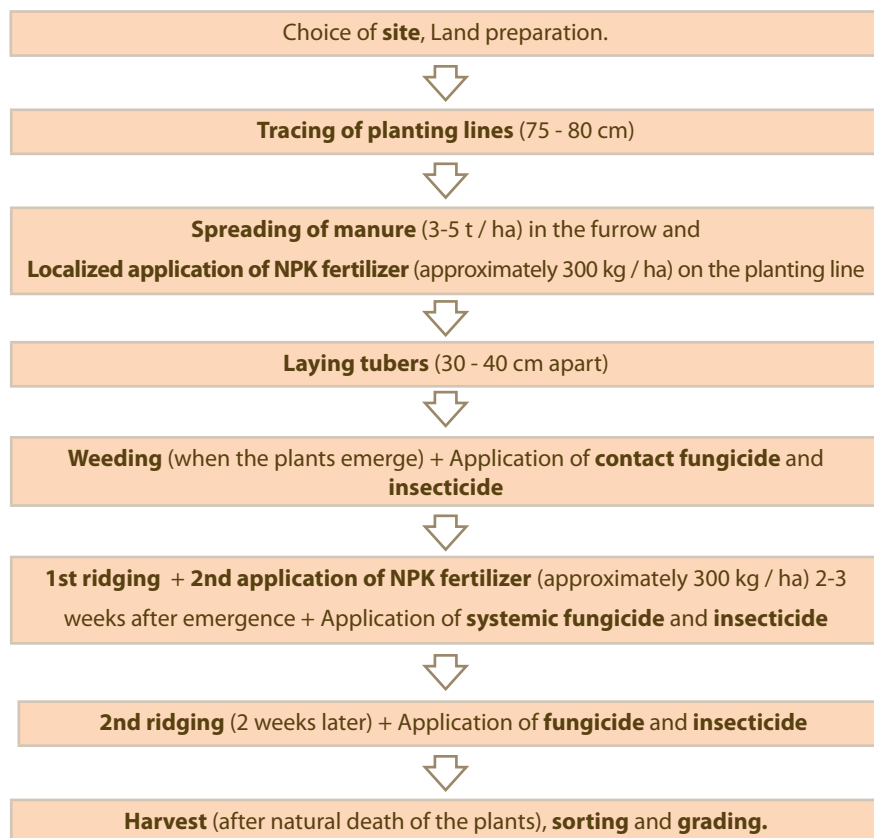 Choice of site, Land preparation.
Tracing of planting lines (75 - 80 cm)
Spreading of manure (3-5 t / ha) in the furrow and
Localized application of NPK fertilizer (approximately 300 kg / ha) on the planting line
Laying tubers (30 - 40 cm apart)
Weeding (when the plants emerge) + Application of contact fungicide and
insecticide
1st ridging + 2nd application of NPK fertilizer (approximately 300 kg / ha) 2-3
weeks after emergence + Application of systemic fungicide and insecticide
2nd ridging (2 weeks later) + Application of fungicide and insecticide
Harvest (after natural death of the plants), sorting and grading.